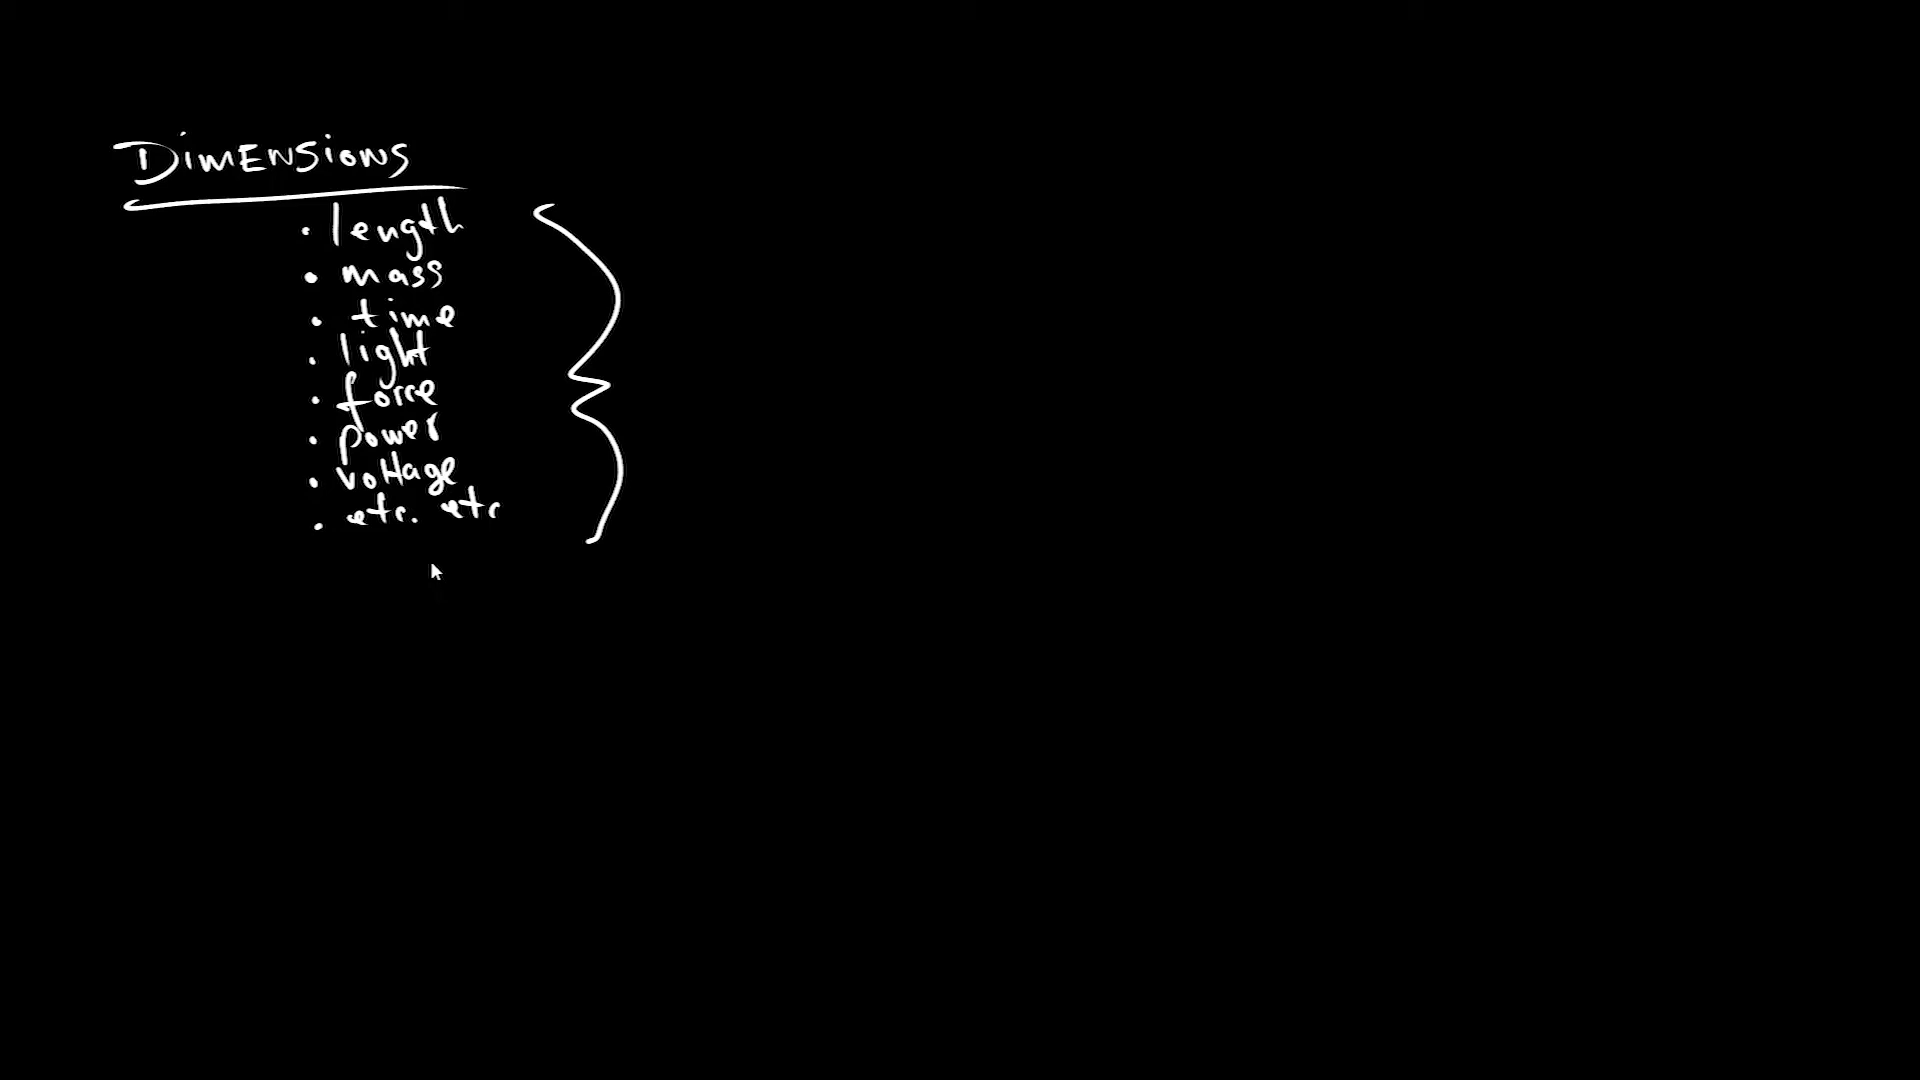 DiMENSiONS
• length
• mass
• time
• light
• force
• power
• voltage
• etc. etc